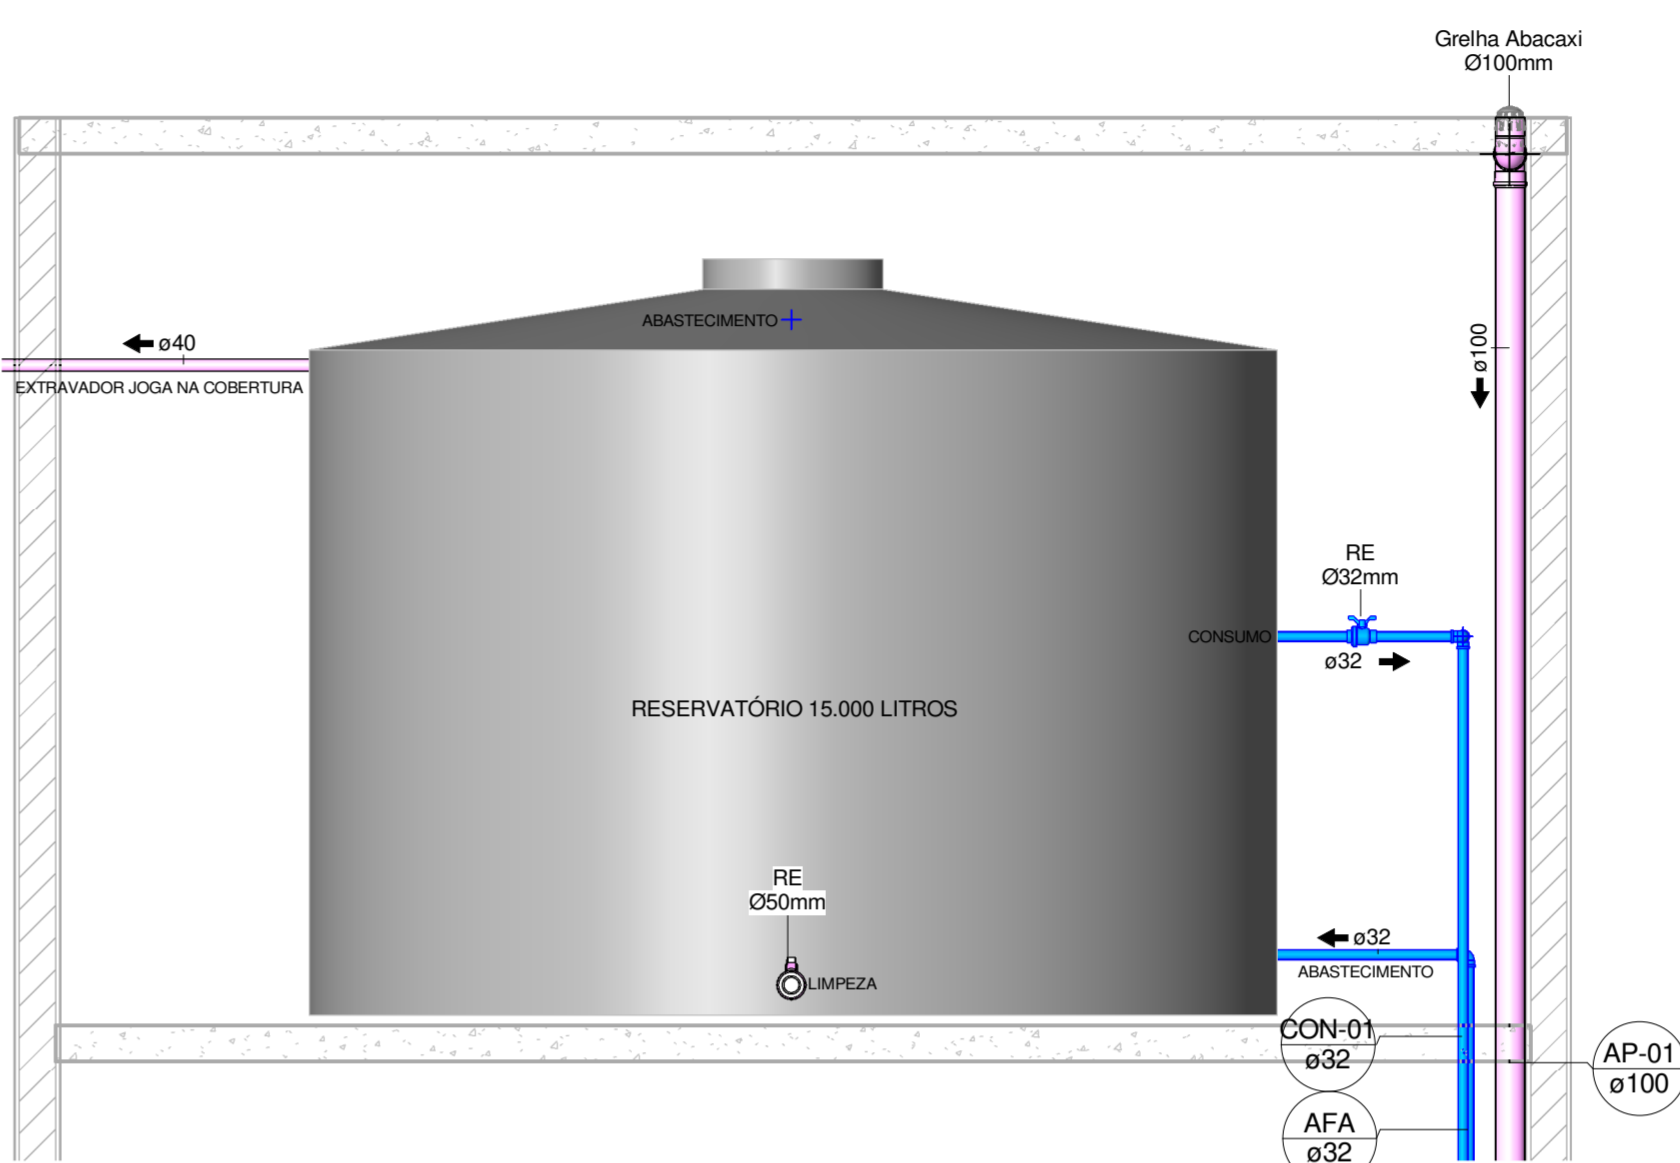 Grelha Abacaxi
Ø100mm
ABASTECIMENTO
ø40
EXTRAVADOR JOGA NA COBERTURA
ø100
RE
Ø32mm
CONSUMO
ø32
RESERVATÓRIO 15.000 LITROS
RE
Ø50mm
LIMPEZA
ø32
ABASTECIMENTO
CON-01
ø32
AP-01
ø100
AFA
ø32